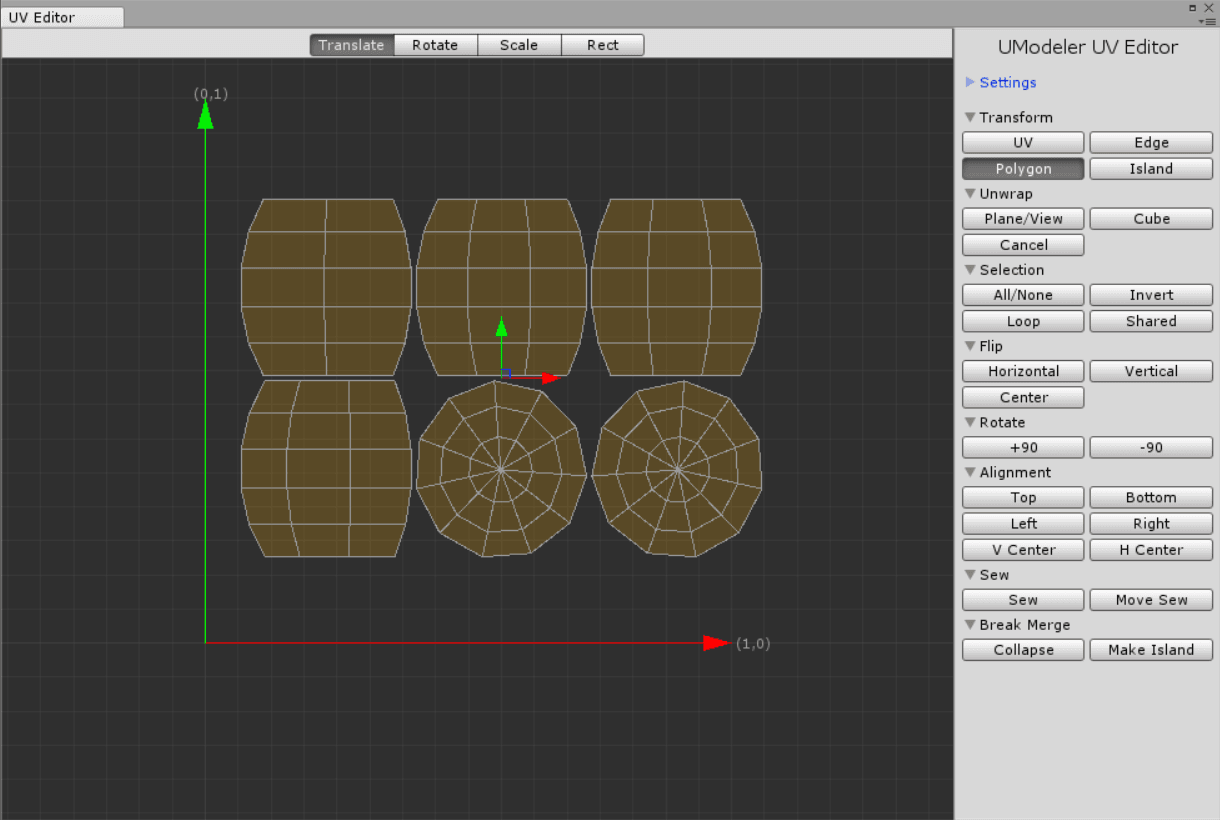 UV Editor
Translate Rotate Scale Rect
(0,1)
(1,0)
UModeler UV Editor
Settings
Transform
UV Edge
Polygon Island
Unwrap
Plane/View Cube
Cancel
Selection
All/None Invert
Loop Shared
Flip
Horizontal Vertical
Center
Rotate
+90 -90
Alignment
Top Bottom
Left Right
V Center H Center
Sew
Sew Move Sew
Break Merge
Collapse Make Island